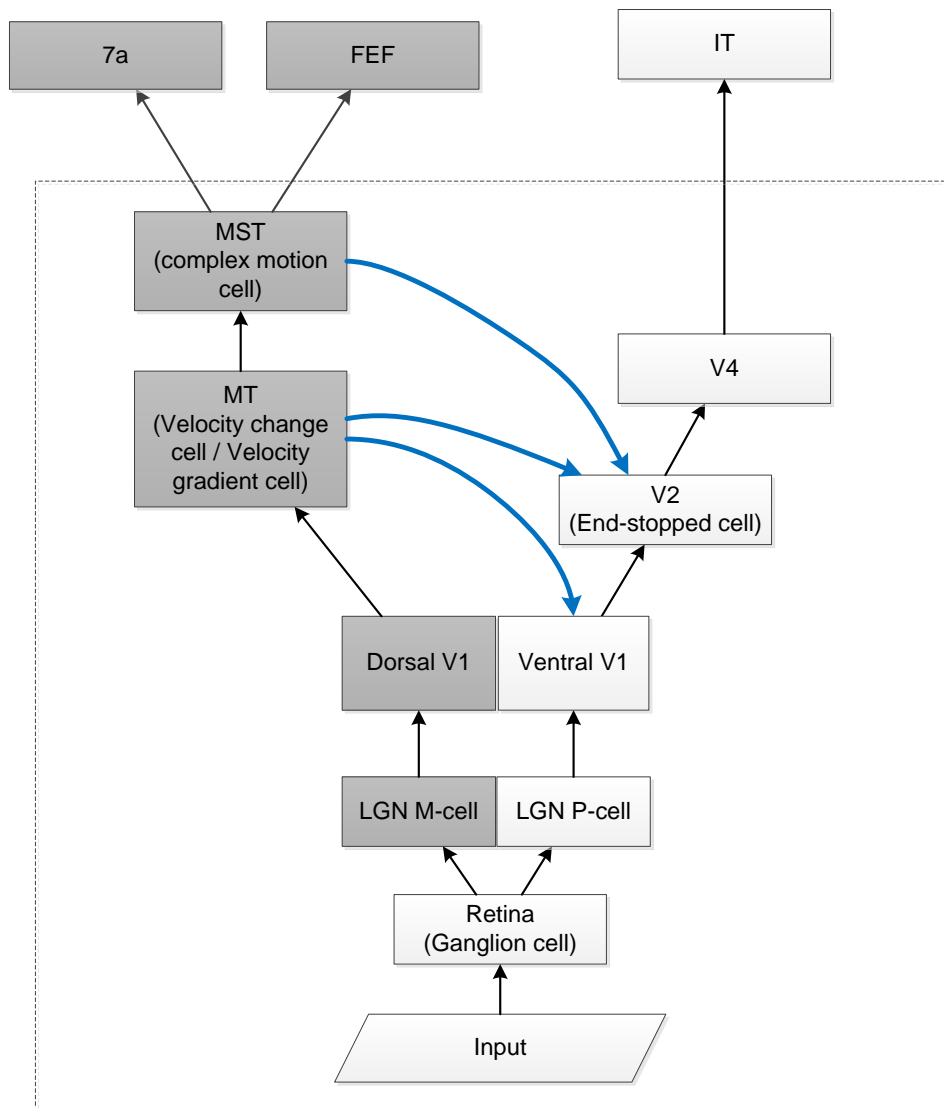 7a
FEF
IT
MST
(complex motion
cell)
MT
(Velocity change
cell / Velocity
gradient cell)
V4
V2
(End-stopped cell)
Dorsal V1
Ventral V1
LGN M-cell
LGN P-cell
Retina
(Ganglion cell)
Input